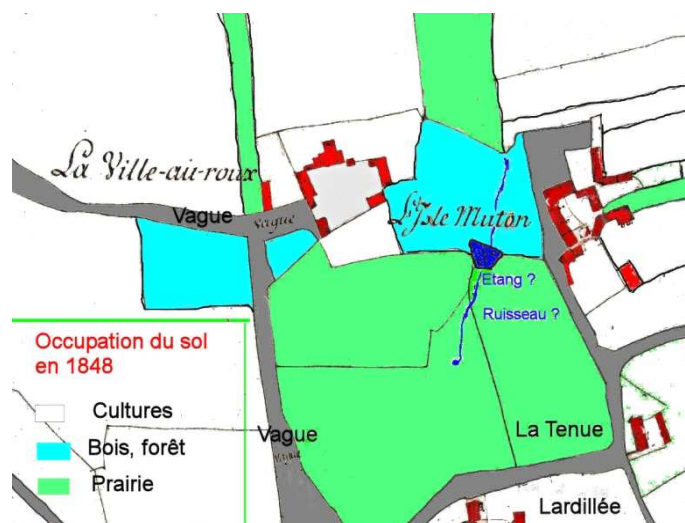 La Ville-au-roux
Vague
vague
L'Isle Muton
Etang ?
Ruisseau ?
Occupation du sol
en 1848
Cultures
Bois, forêt
Prairie
Vague
vague
La Tenue
Lardillée